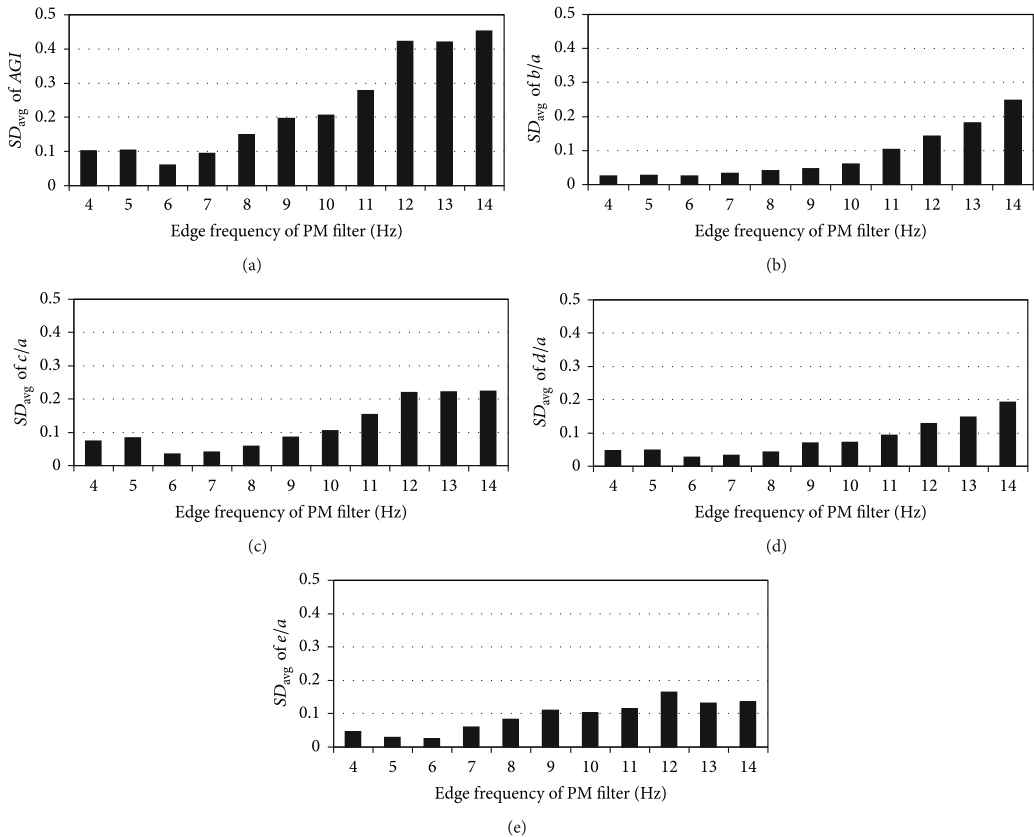 SDavg of AGI
0.5
0.4
0.3
0.2
0.1
0
4 5 6 7 8 9 10 11 12 13 14
Edge frequency of PM filter (Hz)
(a)
SDavg of b/a
0.5
0.4
0.3
0.2
0.1
0
4 5 6 7 8 9 10 11 12 13 14
Edge frequency of PM filter (Hz)
(b)
SDavg of c/a
0.5
0.4
0.3
0.2
0.1
0
4 5 6 7 8 9 10 11 12 13 14
Edge frequency of PM filter (Hz)
(c)
SDavg of d/a
0.5
0.4
0.3
0.2
0.1
0
4 5 6 7 8 9 10 11 12 13 14
Edge frequency of PM filter (Hz)
(d)
SDavg of e/a
0.5
0.4
0.3
0.2
0.1
0
4 5 6 7 8 9 10 11 12 13 14
Edge frequency of PM filter (Hz)
(e)